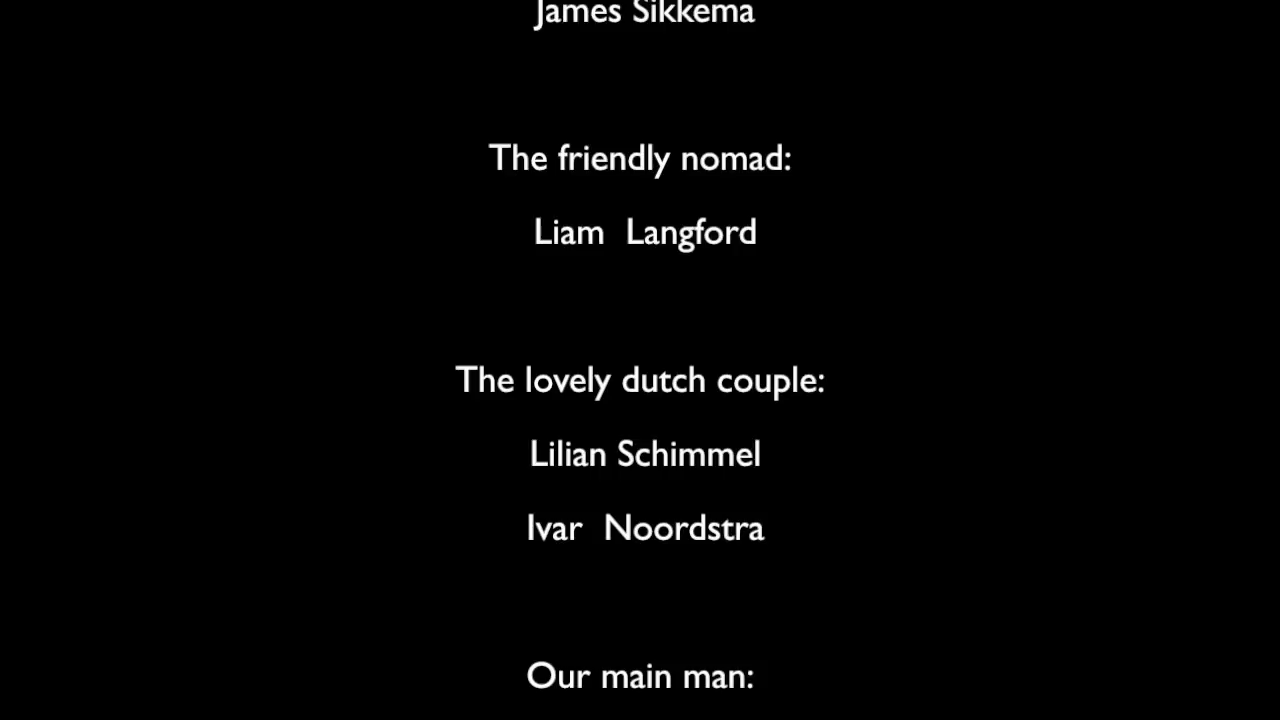 James Sikkema
The friendly nomad:
Liam Langford
The lovely dutch couple:
Lilian Schimmel
Ivar Noordstra
Our main man: